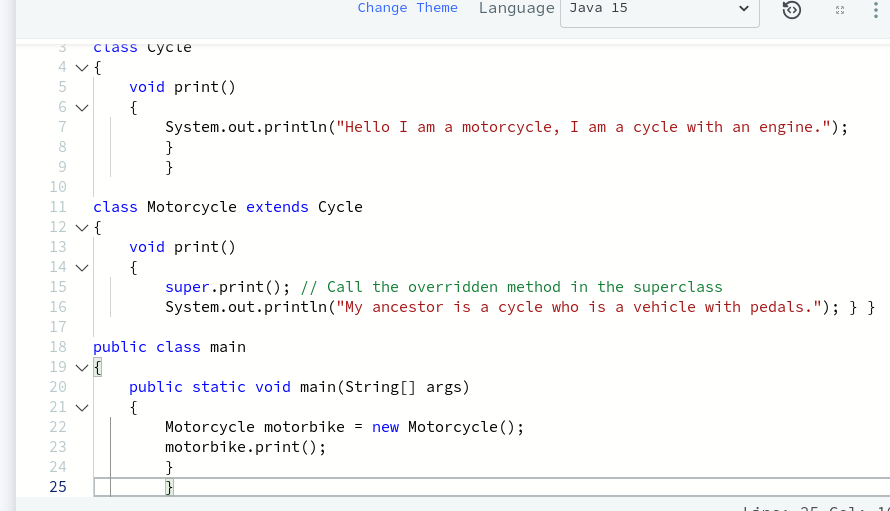 Change Theme Language Java 15
3 class Cycle
4 {
5 void print()
6 {
7 System.out.println("Hello I am a motorcycle, I am a cycle with an engine.");
8 }
9 }
10
11 class Motorcycle extends Cycle
12 {
13 void print()
14 {
15 super.print(); // Call the overridden method in the superclass
16 System.out.println("My ancestor is a cycle who is a vehicle with pedals."); } }
17
18 public class main
19 {
20 public static void main(String[] args)
21 {
22 Motorcycle motorbike = new Motorcycle();
23 motorbike.print();
24 }
25 }